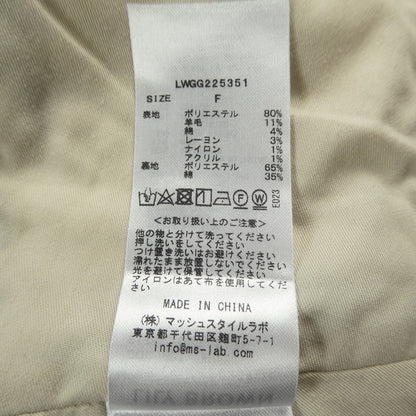 LWGG225351
SIZE F
表地 ポリエステル 80%
羊毛 11%
綿 4%
レーヨン 3%
ナイロン 1%
アクリル 1%
裏地 ポリエステル 65%
綿 35%
F W E023
＜お取り扱い上のご注意＞
他の物と分けて洗ってください
押し洗いをしてください
つけ置き洗いはお避けください
濡れたまま放置しないでください
光を避けて保管してください
アイロンはあて布を使用してください
MADE IN CHINA
(株) マッシュスタイルラボ
東京都千代田区麹町5-7-1
info@ms-lab.com
LILY BROWN